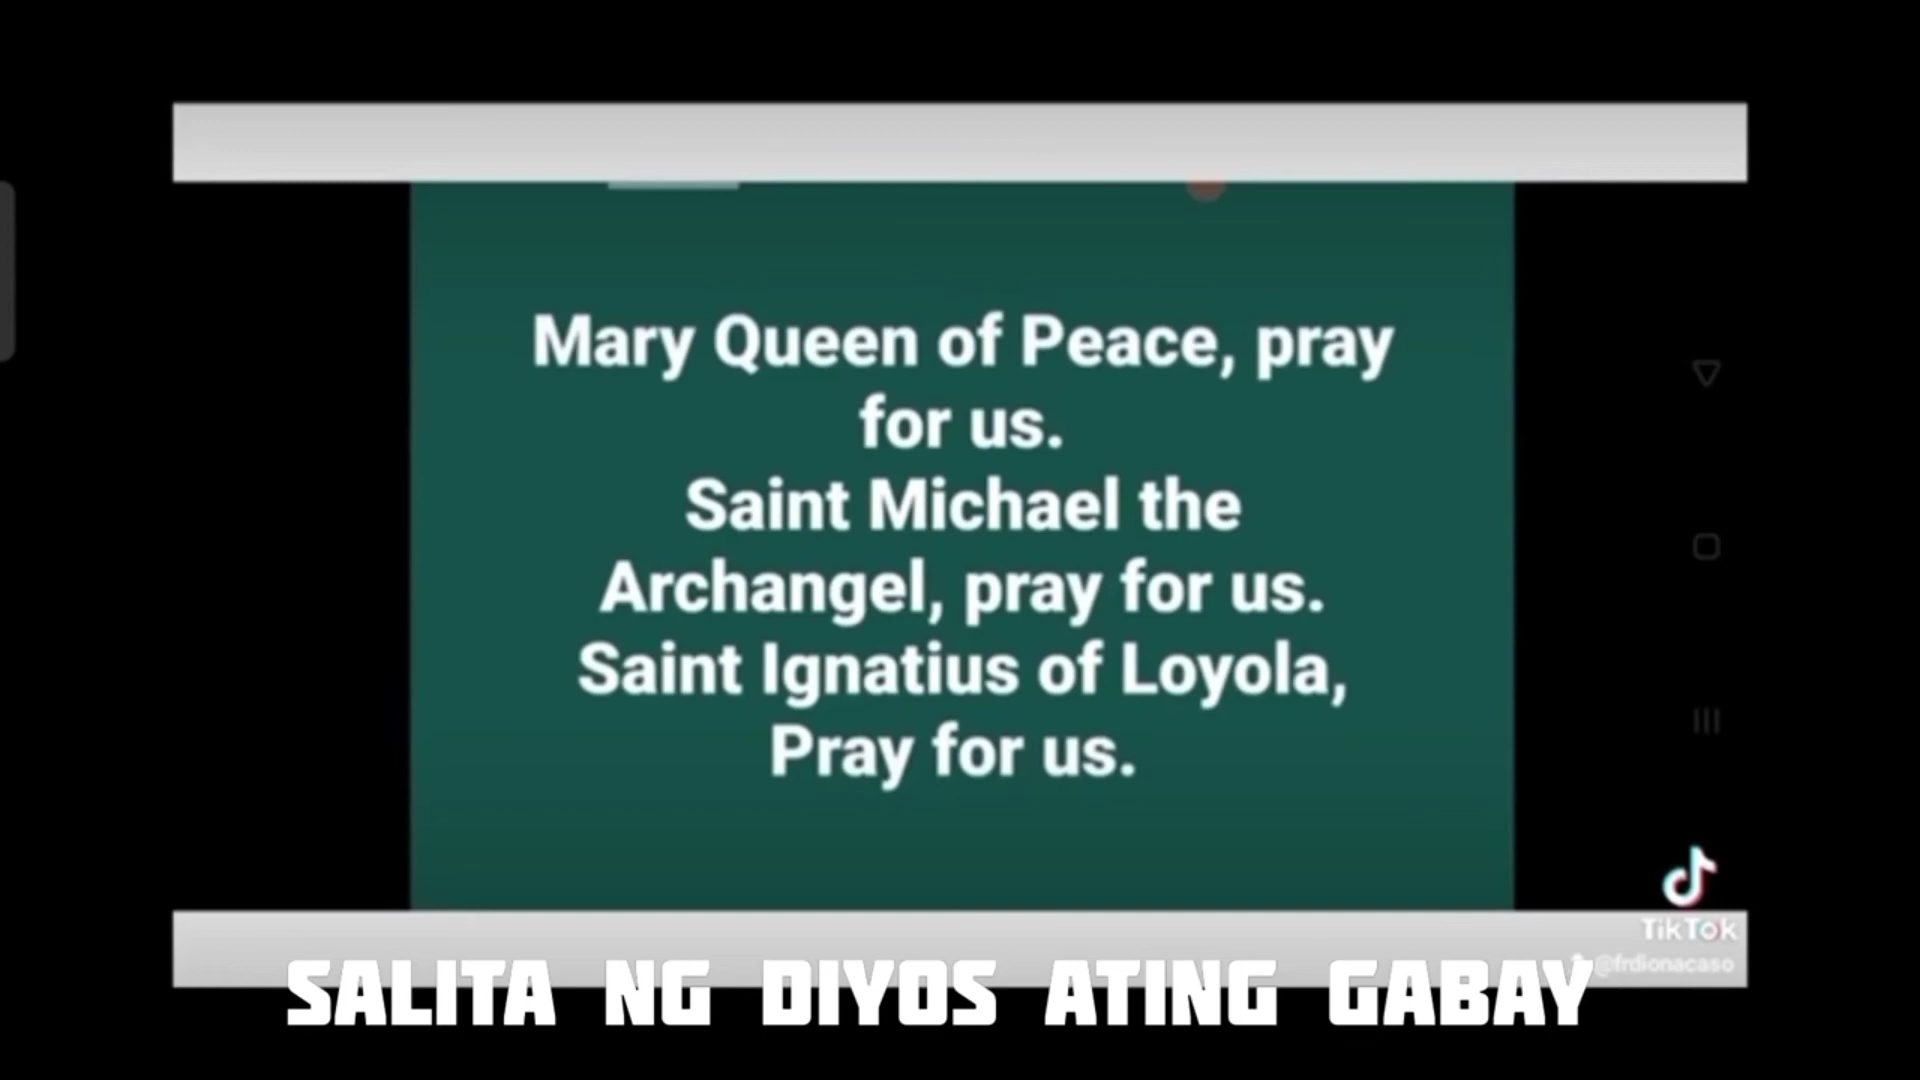 Mary Queen of Peace, pray
for us.
Saint Michael the
Archangel, pray for us.
Saint Ignatius of Loyola,
Pray for us.
TikTok
@frdionacaso
SALITA NG DIYOS ATING GABAY